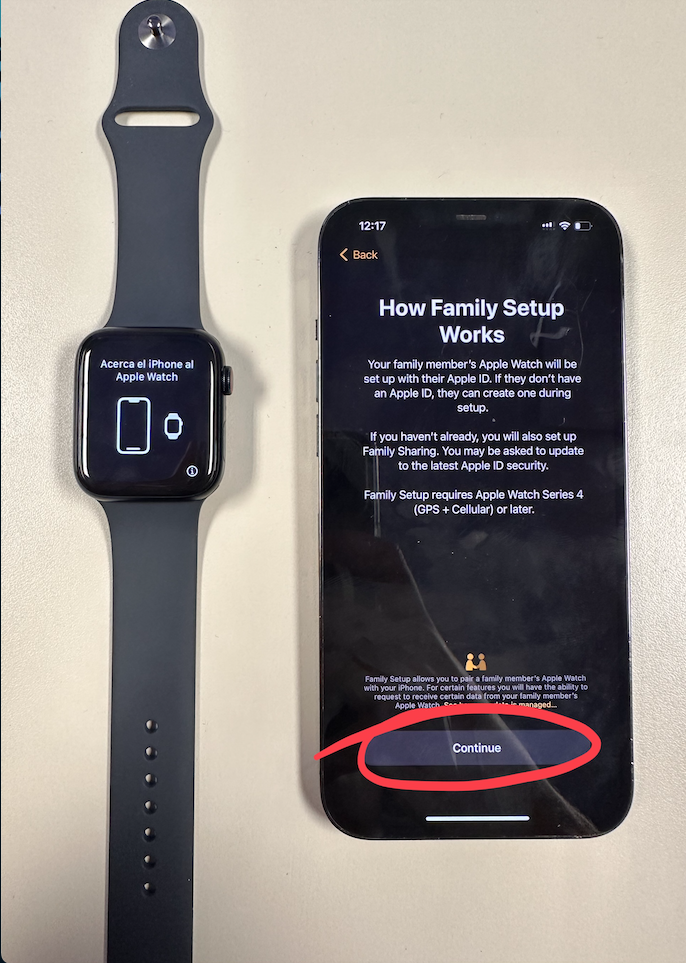 Acerca el iPhone al
Apple Watch
12:17
Back
How Family Setup
Works
Your family member's Apple Watch will be
set up with their Apple ID. If they don't have
an Apple ID, they can create one during
setup.
If you haven't already, you will also set up
Family Sharing. You may be asked to update
to the latest Apple ID security.
Family Setup requires Apple Watch Series 4
(GPS + Cellular) or later.
Family Setup allows you to pair a family member's Apple Watch
with your iPhone. For certain features you will have the ability to
request to receive certain data from your family member's
Apple Watch. is managed...
Continue